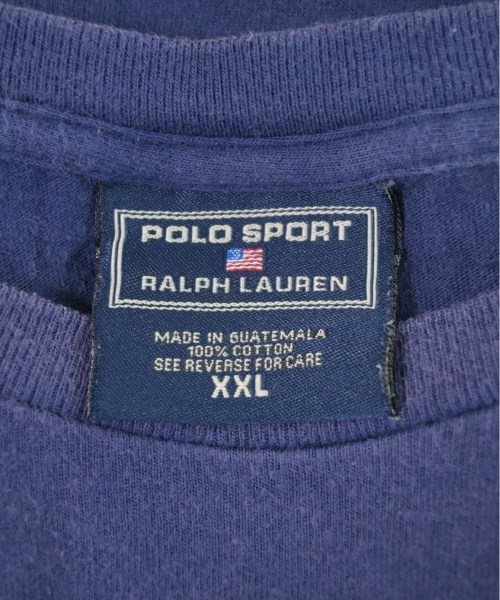 POLO SPORT
RALPH LAUREN
MADE IN GUATEMALA
100% COTTON
SEE REVERSE FOR CARE
XXL